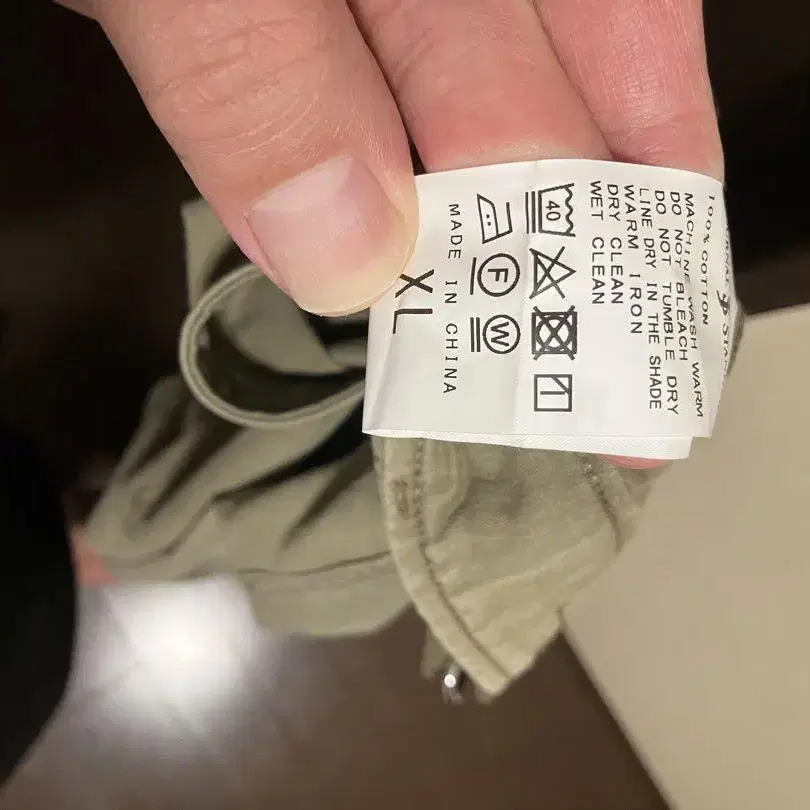 100% COTTON
MACHINE WASH WARM
DO NOT BLEACH
DO NOT TUMBLE DRY
LINE DRY IN THE SHADE
WARM IRON
DRY CLEAN
WET CLEAN
40
F W
MADE IN CHINA
XL